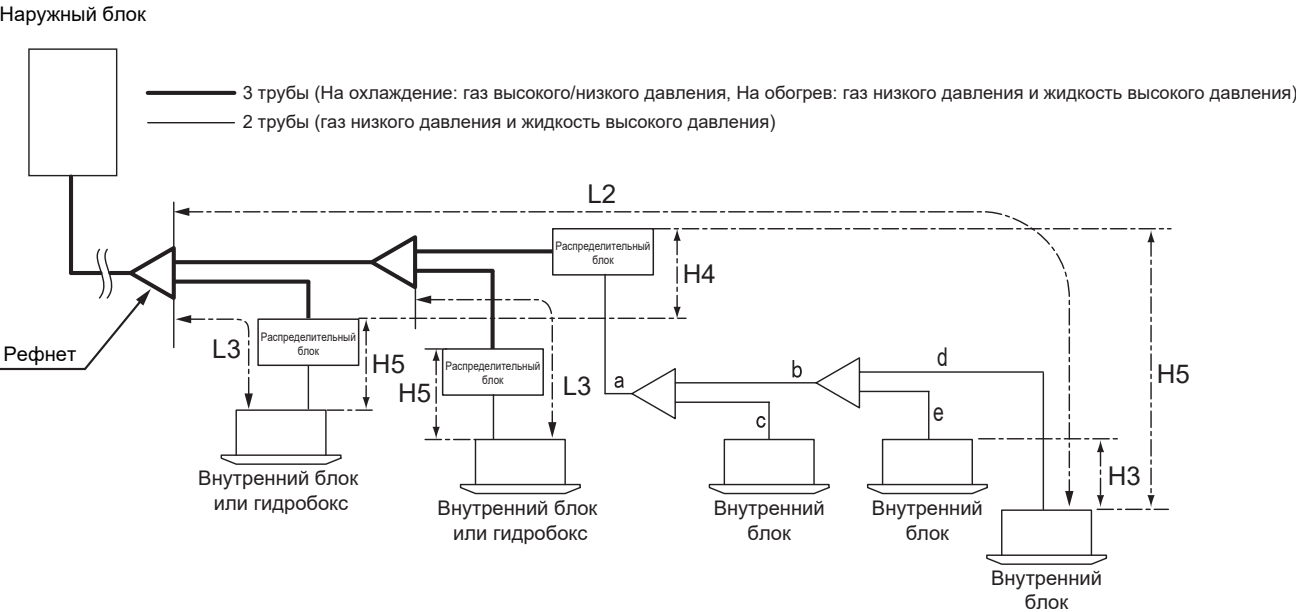 Наружный блок
3 трубы (На охлаждение: газ высокого/низкого давления, На обогрев: газ низкого давления и жидкость высокого давления)
2 трубы (газ низкого давления и жидкость высокого давления)
L2
Распределительный
блок
H4
Рефнет
L3
Распределительный
блок
H5
H5
Распределительный
блок
L3
a
b
c
d
e
H5
H3
Внутренний блок
или гидробокс
Внутренний блок
или гидробокс
Внутренний
блок
Внутренний
блок
Внутренний
блок